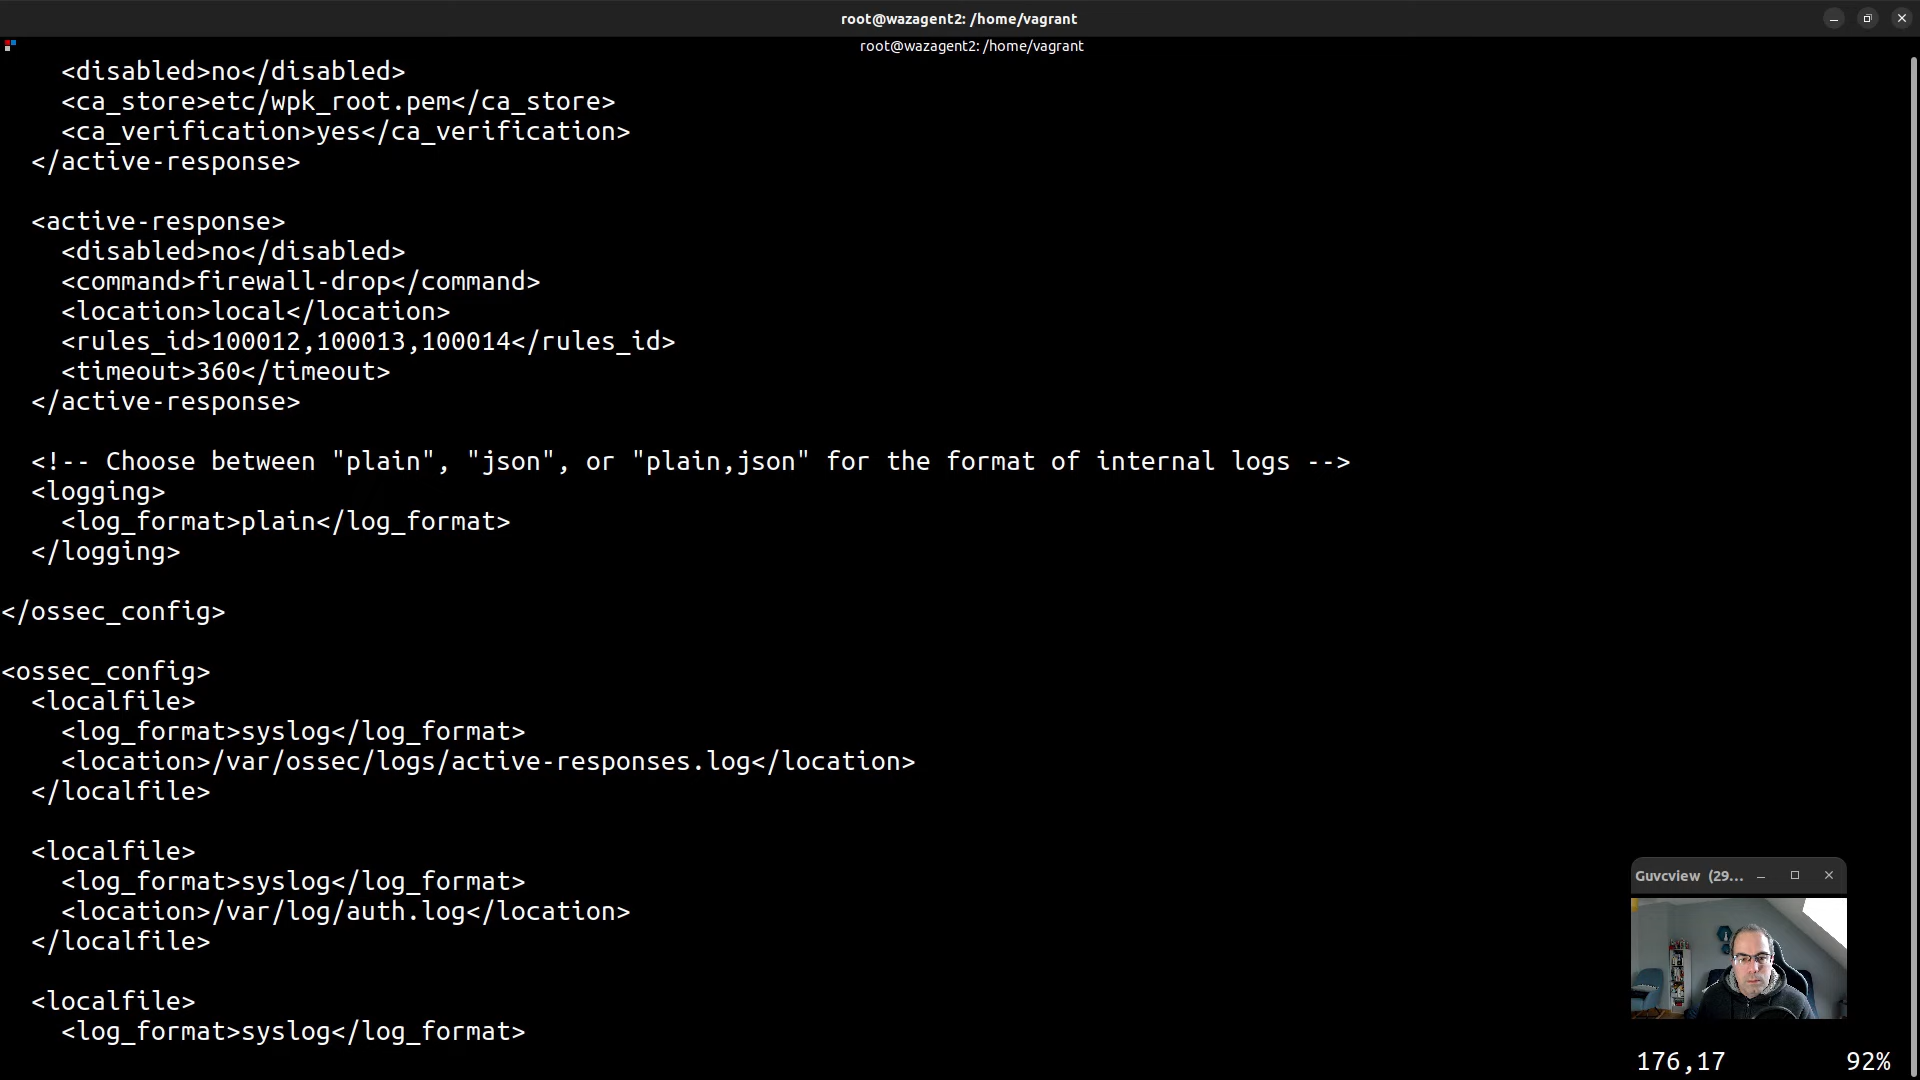 root@wazagent2: /home/vagrant
root@wazagent2: /home/vagrant
<disabled>no</disabled>
<ca_store>etc/wpk_root.pem</ca_store>
<ca_verification>yes</ca_verification>
</active-response>
<active-response>
<disabled>no</disabled>
<command>firewall-drop</command>
<location>local</location>
<rules_id>100012,100013,100014</rules_id>
<timeout>360</timeout>
</active-response>
<!-- Choose between "plain", "json", or "plain,json" for the format of internal logs -->
<logging>
<log_format>plain</log_format>
</logging>
</ossec_config>
<ossec_config>
<localfile>
<log_format>syslog</log_format>
<location>/var/ossec/logs/active-responses.log</location>
</localfile>
<localfile>
<log_format>syslog</log_format>
<location>/var/log/auth.log</location>
</localfile>
<localfile>
<log_format>syslog</log_format>
Guvcview (29...
176,17 92%